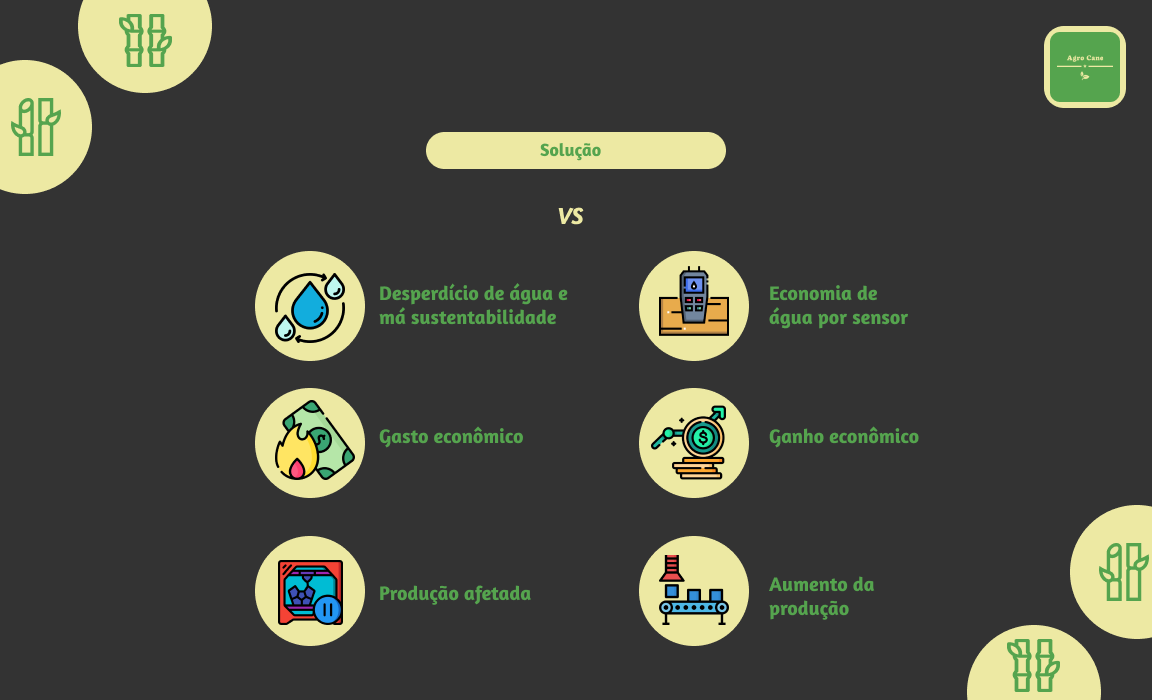 Agro Cane
Solução
VS
Desperdício de água e
má sustentabilidade
Economia de
água por sensor
Gasto econômico
Ganho econômico
Produção afetada
Aumento da
produção